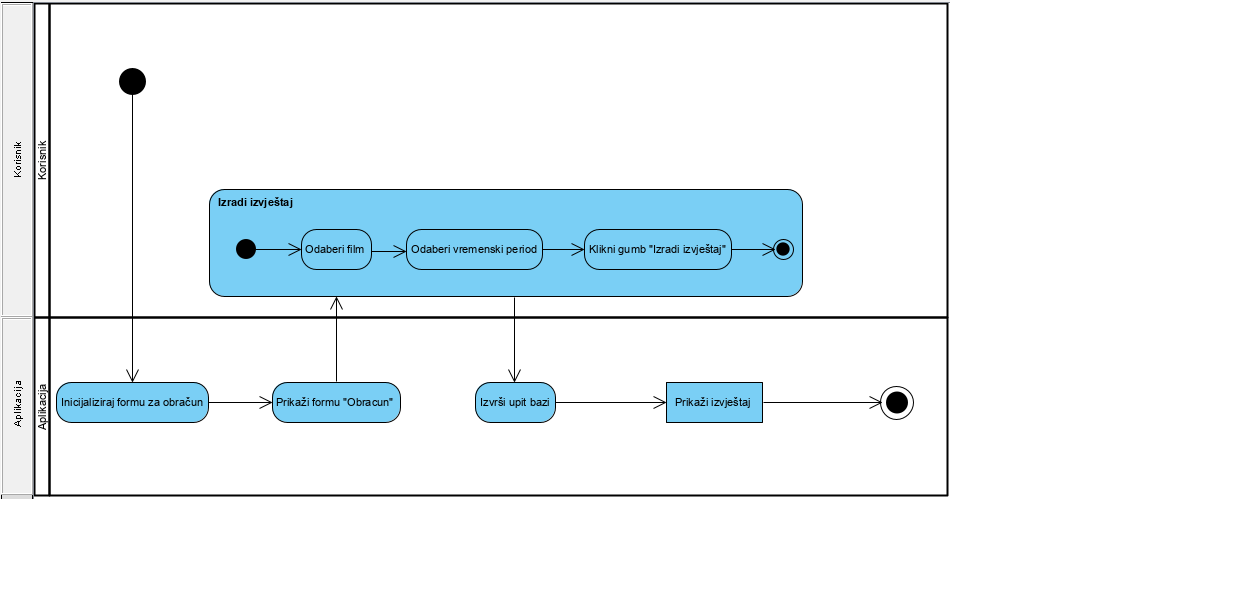 Korisnik
Korisnik
Izradi izvještaj
Odaberi film
Odaberi vremenski period
Klikni gumb "Izradi izvještaj"
Aplikacija
Aplikacija
Inicijaliziraj formu za obračun
Prikaži formu "Obracun"
Izvrši upit bazi
Prikaži izvještaj